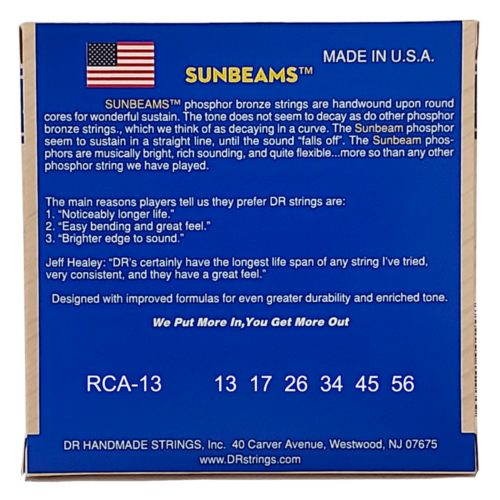 MADE IN U.S.A.
SUNBEAMS™
SUNBEAMS™ phosphor bronze strings are handwound upon round
cores for wonderful sustain. The tone does not seem to decay as do other phosphor
bronze strings., which we think of as decaying in a curve. The Sunbeam phosphor
seem to sustain in a straight line, until the sound "falls off". The Sunbeam phos-
phors are musically bright, rich sounding, and quite flexible...more so than any other
phosphor string we have played.
The main reasons players tell us they prefer DR strings are:
1. "Noticeably longer life."
2. "Easy bending and great feel."
3. "Brighter edge to sound."
Jeff Healey: "DR's certainly have the longest life span of any string I've tried,
very consistent, and they have a great feel."
Designed with improved formulas for even greater durability and enriched tone.
We Put More In,You Get More Out
RCA-13 13 17 26 34 45 56
DR HANDMADE STRINGS, Inc. 40 Carver Avenue, Westwood, NJ 07675
www.DRstrings.com